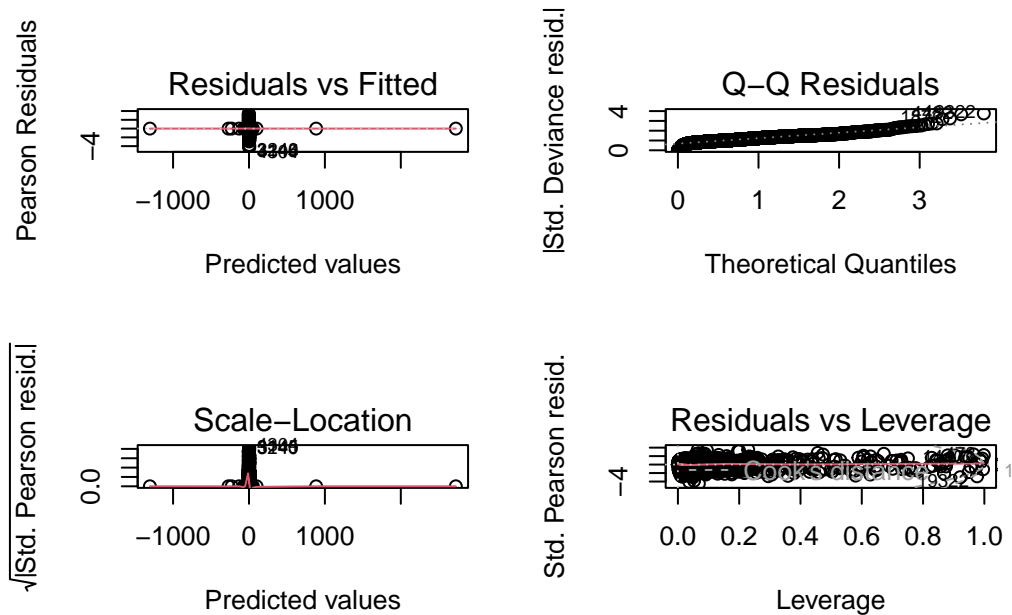 Residuals vs Fitted
Pearson Residuals
−4
−1000 0 1000
Predicted values
Q−Q Residuals
|Std. Deviance resid.|
0 4
0 1 2 3
Theoretical Quantiles
Scale−Location
√|Std. Pearson resid.|
0.0
−1000 0 1000
Predicted values
Residuals vs Leverage
Std. Pearson resid.
−4
Cook's distance
1
0.0 0.2 0.4 0.6 0.8 1.0
Leverage